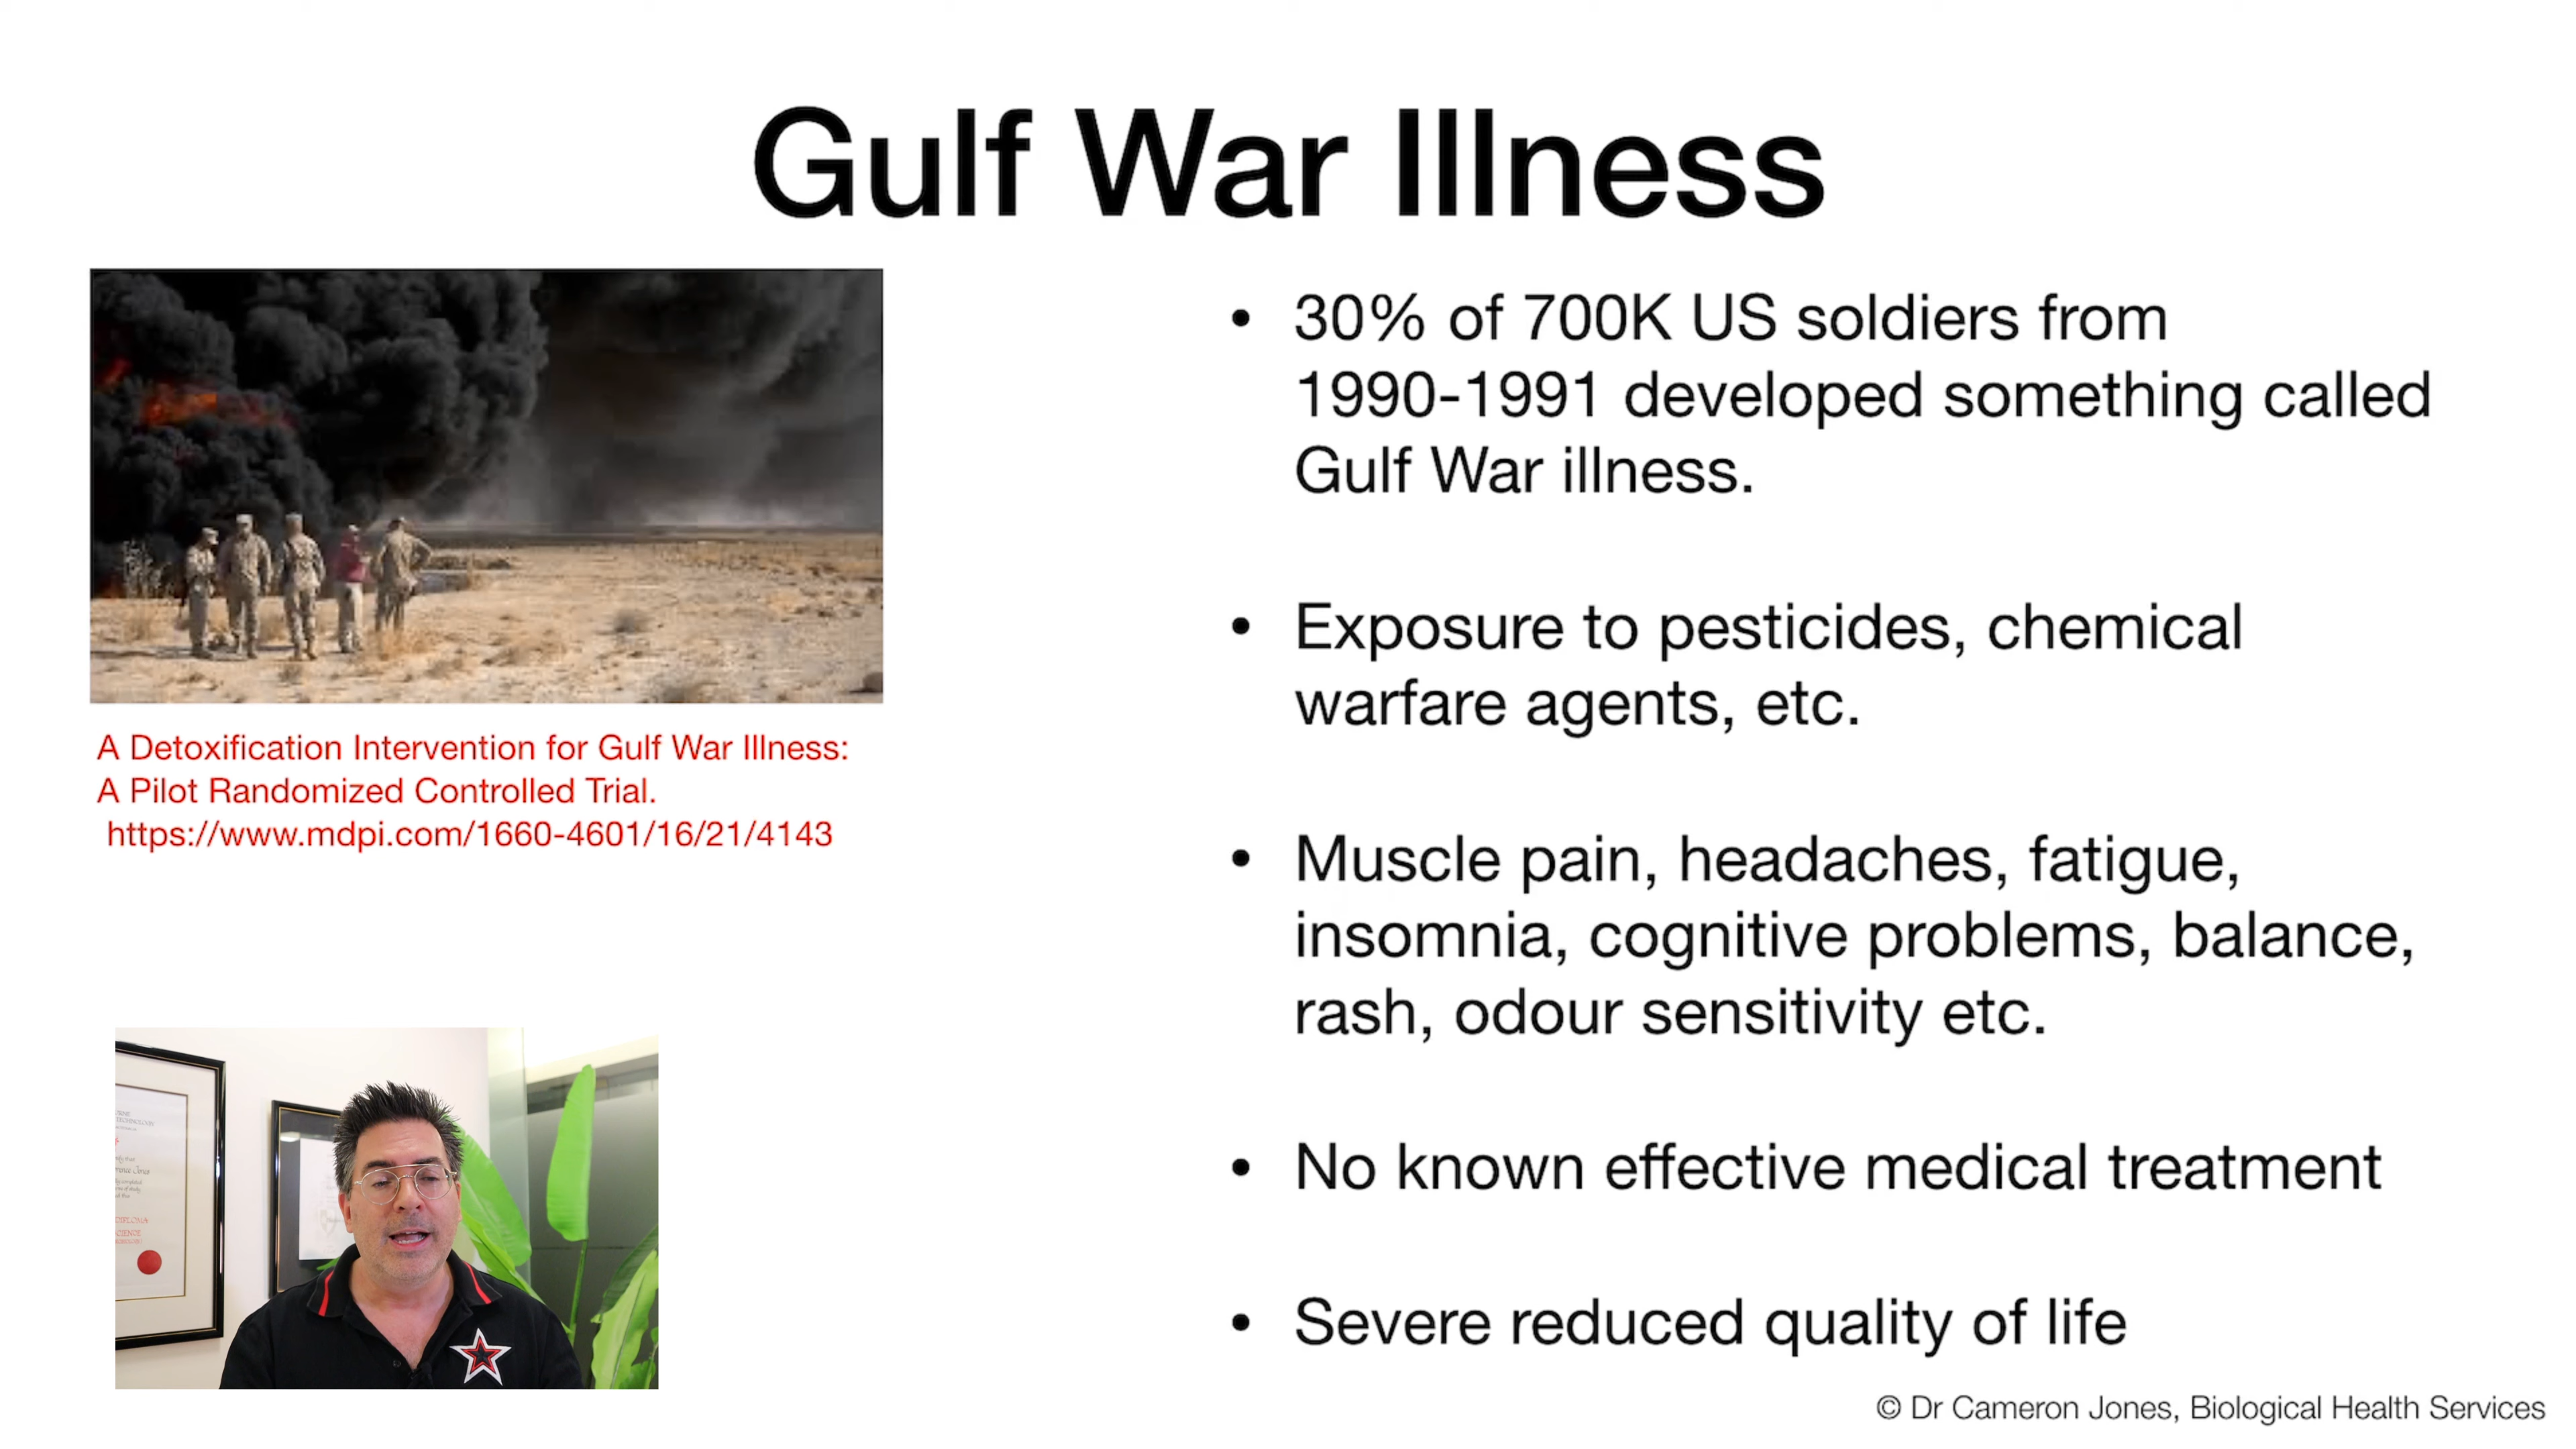 Gulf War Illness
• 30% of 700K US soldiers from
1990-1991 developed something called
Gulf War illness.
• Exposure to pesticides, chemical
warfare agents, etc.
• Muscle pain, headaches, fatigue,
insomnia, cognitive problems, balance,
rash, odour sensitivity etc.
• No known effective medical treatment
• Severe reduced quality of life
A Detoxification Intervention for Gulf War Illness:
A Pilot Randomized Controlled Trial.
https://www.mdpi.com/1660-4601/16/21/4143
© Dr Cameron Jones, Biological Health Services